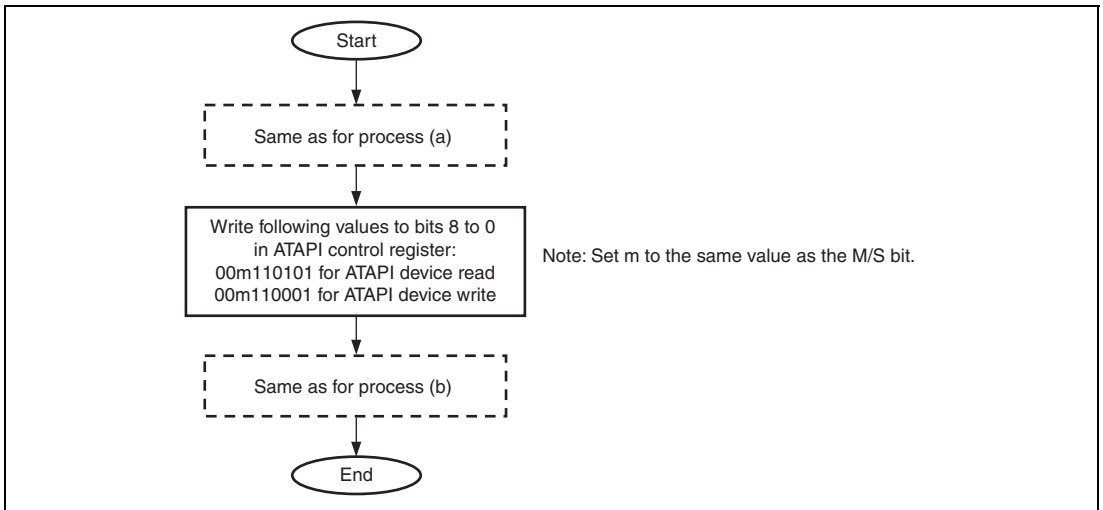 Start
Same as for process (a)
Write following values to bits 8 to 0
in ATAPI control register:
00m110101 for ATAPI device read
00m110001 for ATAPI device write
Note: Set m to the same value as the M/S bit.
Same as for process (b)
End